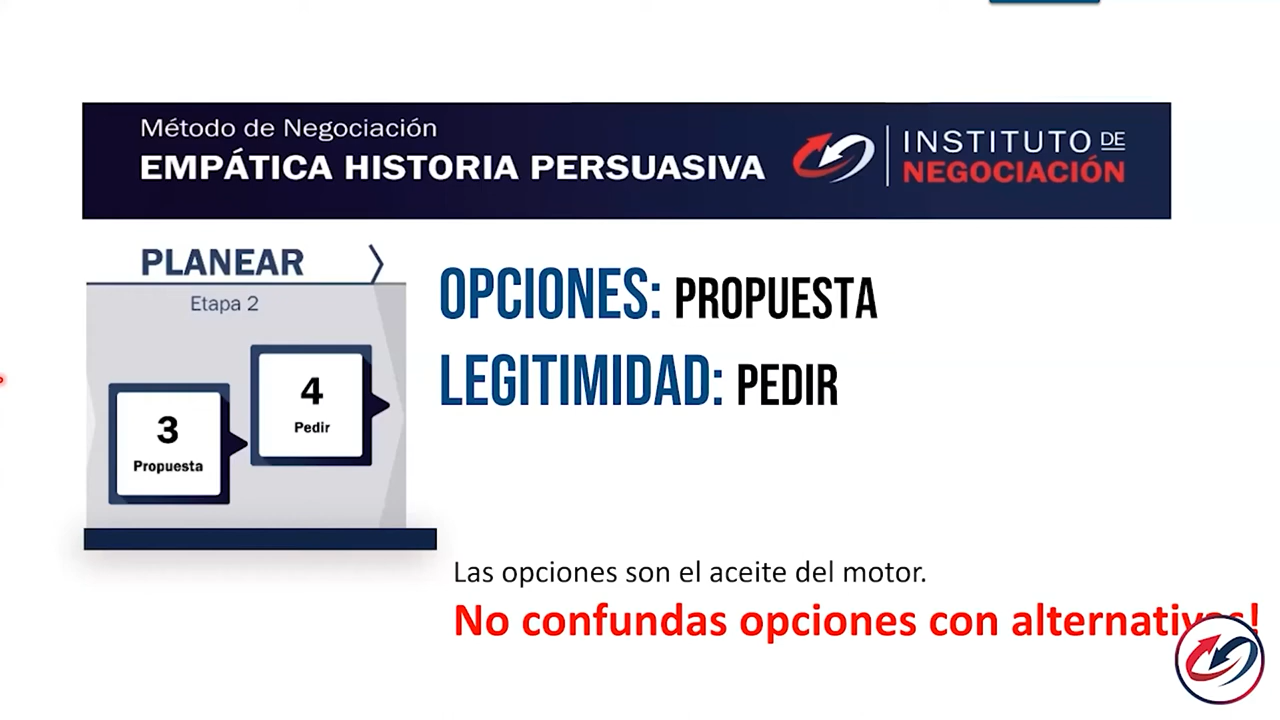 Método de Negociación
EMPÁTICA HISTORIA PERSUASIVA
INSTITUTO DE
NEGOCIACIÓN
PLANEAR
Etapa 2
3
Propuesta
4
Pedir
OPCIONES: PROPUESTA
LEGITIMIDAD: PEDIR
Las opciones son el aceite del motor.
No confundas opciones con alternativas!